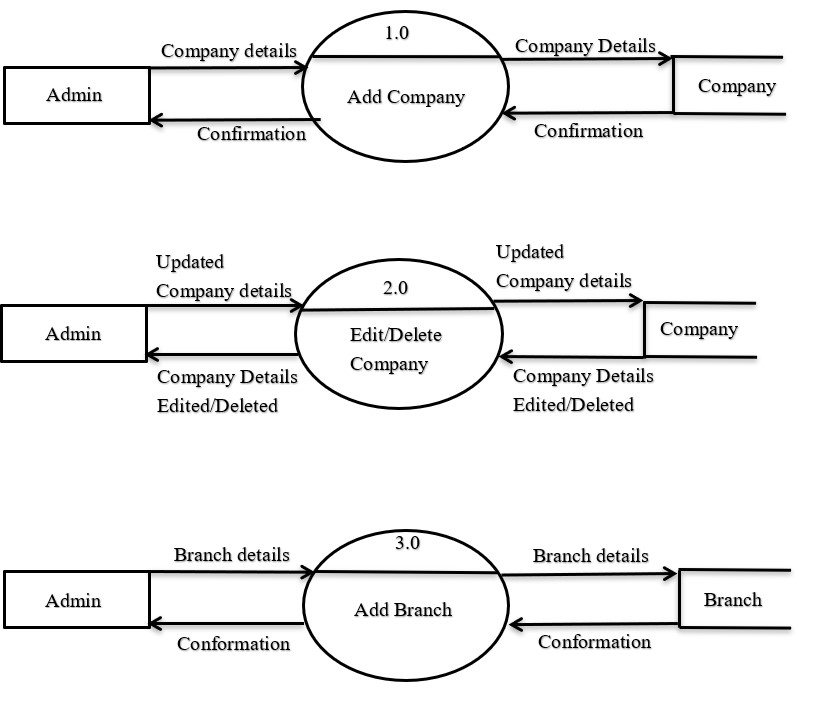 1.0
Company details
Company Details
Admin
Add Company
Company
Confirmation
Confirmation
Updated
Company details
2.0
Updated
Company details
Admin
Edit/Delete
Company
Company
Company Details
Edited/Deleted
Company Details
Edited/Deleted
3.0
Branch details
Branch details
Admin
Add Branch
Branch
Conformation
Conformation